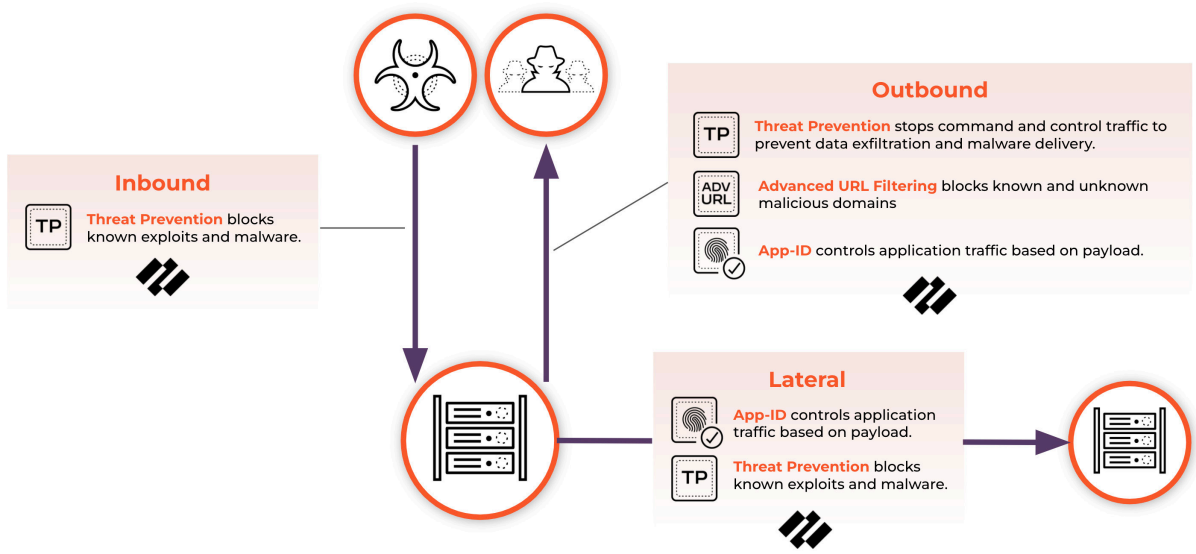 Inbound
TP
Threat Prevention blocks
known exploits and malware.
Outbound
TP
Threat Prevention stops command and control traffic to
prevent data exfiltration and malware delivery.
ADV
URL
Advanced URL Filtering blocks known and unknown
malicious domains
App-ID controls application traffic based on payload.
Lateral
App-ID controls application
traffic based on payload.
TP
Threat Prevention blocks
known exploits and malware.